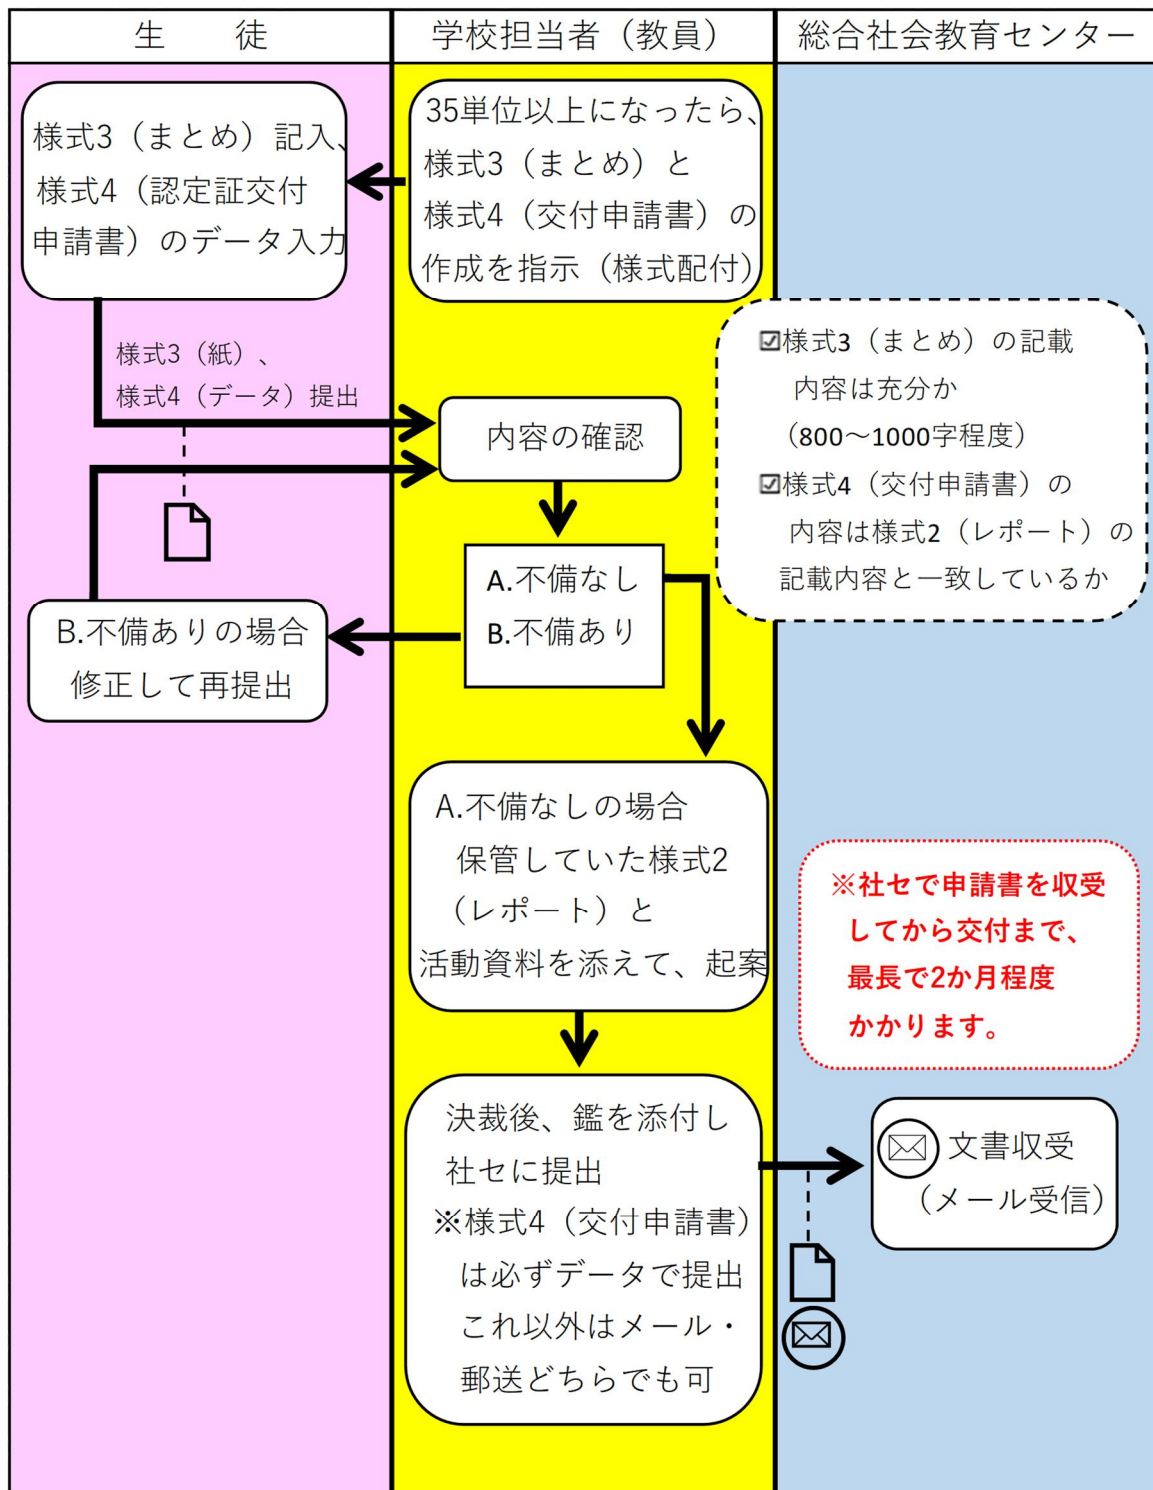 生　　徒
学校担当者（教員）
総合社会教育センター
35単位以上になったら、
様式3（まとめ）と
様式4（交付申請書）の
作成を指示（様式配付）
様式3（まとめ）記入、
様式4（認定証交付
申請書）のデータ入力
様式3（紙）、
様式4（データ）提出
内容の確認
☑様式3（まとめ）の記載
内容は充分か
（800～1000字程度）
☑様式4（交付申請書）の
内容は様式2（レポート）の
記載内容と一致しているか
A.不備なし
B.不備あり
B.不備ありの場合
修正して再提出
A.不備なしの場合
保管していた様式2
（レポート）と
活動資料を添えて、起案
※社セで申請書を収受
してから交付まで、
最長で2か月程度
かかります。
決裁後、鑑を添付し
社セに提出
※様式4（交付申請書）
は必ずデータで提出
これ以外はメール・
郵送どちらでも可
文書収受
（メール受信）